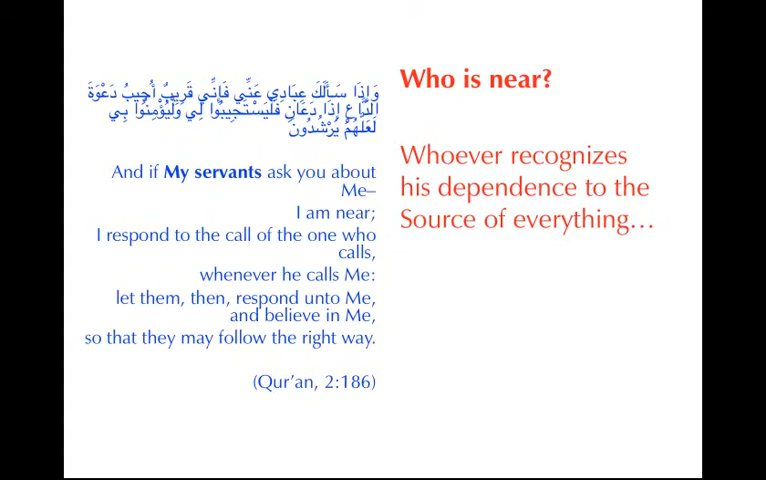 وَإِذَا سَأَلَكَ عِبَادِي عَنِّي فَإِنِّي قَرِيبٌ أُجِيبُ دَعْوَةَ
الدَّاعِ إِذَا دَعَانِ فَلْيَسْتَجِيبُوا لِي وَلْيُؤْمِنُوا بِي
لَعَلَّهُمْ يَرْشُدُونَ
And if My servants ask you about
Me–
I am near;
I respond to the call of the one who
calls,
whenever he calls Me:
let them, then, respond unto Me,
and believe in Me,
so that they may follow the right way.
(Qur’an, 2:186)
Who is near?
Whoever recognizes
his dependence to the
Source of everything…